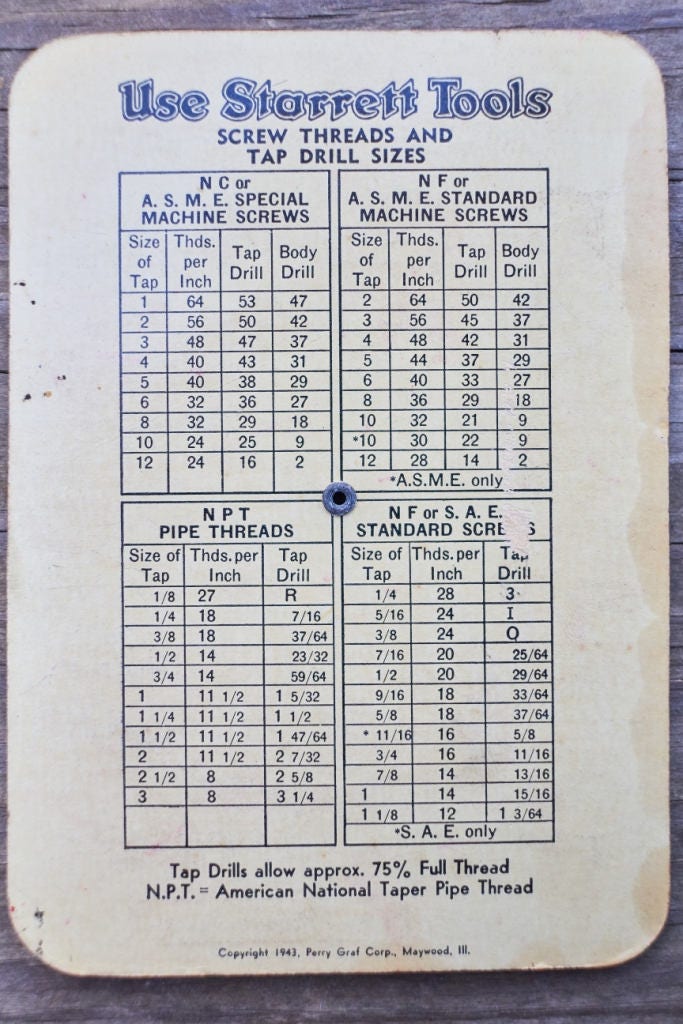 Use Starrett Tools
SCREW THREADS AND
TAP DRILL SIZES
N C or
A. S. M. E. SPECIAL
MACHINE SCREWS
Size of Tap Thds. per Inch Tap Drill Body Drill
1 64 53 47
2 56 50 42
3 48 47 37
4 40 43 31
5 40 38 29
6 32 36 27
8 32 29 18
10 24 25 9
12 24 16 2
N F or
A. S. M. E. STANDARD
MACHINE SCREWS
Size of Tap Thds. per Inch Tap Drill Body Drill
2 64 50 42
3 56 45 37
4 48 42 31
5 44 37 29
6 40 33 27
8 36 29 18
10 32 21 9
*10 30 22 9
12 28 14 2
*A.S.M.E. only
N P T
PIPE THREADS
Size of Tap Thds. per Inch Tap Drill
1/8 27 R
1/4 18 7/16
3/8 18 37/64
1/2 14 23/32
3/4 14 59/64
1 11 1/2 1 5/32
1 1/4 11 1/2 1 1/2
1 1/2 11 1/2 1 47/64
2 11 1/2 2 7/32
2 1/2 8 2 5/8
3 8 3 1/4
N F or S. A. E.
STANDARD SCREWS
Size of Tap Thds. per Inch Tap Drill
1/4 28 3
5/16 24 I
3/8 24 Q
7/16 20 25/64
1/2 20 29/64
9/16 18 33/64
5/8 18 37/64
* 11/16 16 5/8
3/4 16 11/16
7/8 14 13/16
1 14 15/16
1 1/8 12 1 3/64
*S. A. E. only
Tap Drills allow approx. 75% Full Thread
N.P.T. = American National Taper Pipe Thread
Copyright 1943, Perry Graf Corp., Maywood, Ill.